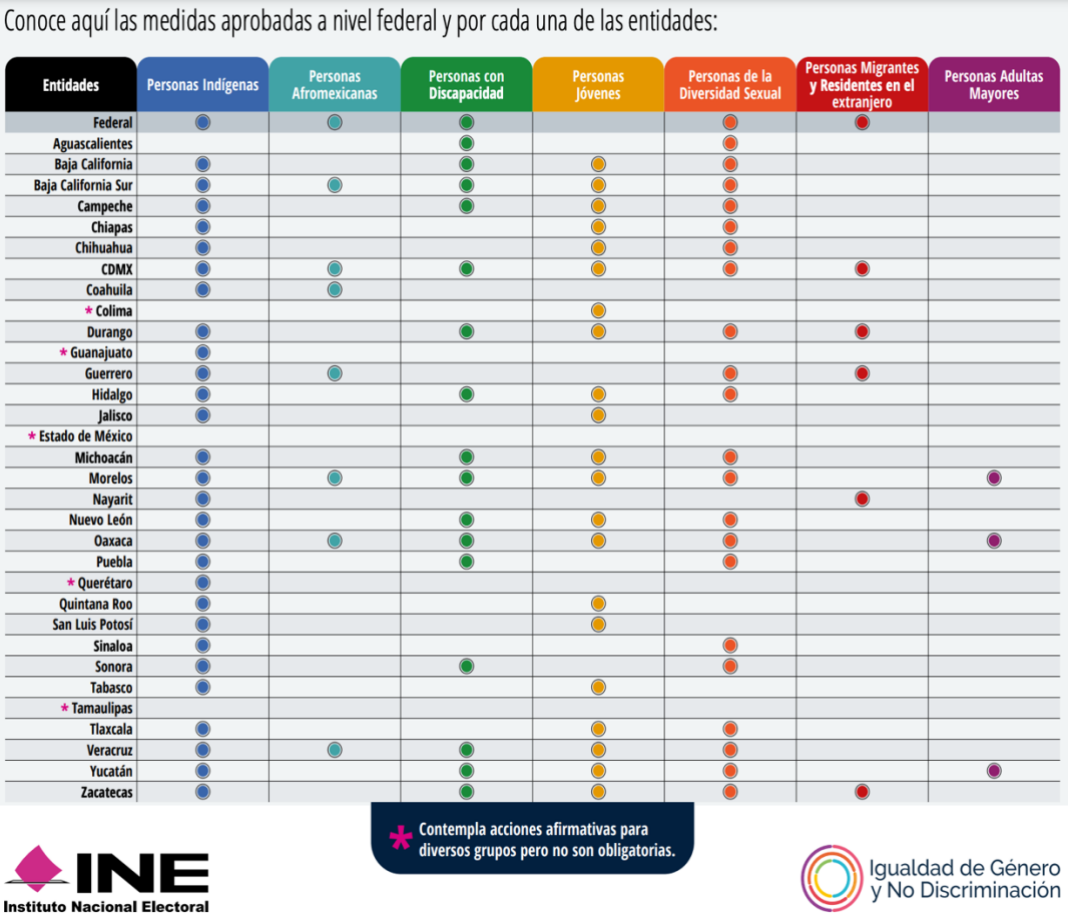 Conoce aquí las medidas aprobadas a nivel federal y por cada una de las entidades:
Entidades
Personas Indígenas
Personas
Afromexicanas
Personas con
Discapacidad
Personas
Jóvenes
Personas de la
Diversidad Sexual
Personas Migrantes
y Residentes en el
extranjero
Personas Adultas
Mayores
Federal
Aguascalientes
Baja California
Baja California Sur
Campeche
Chiapas
Chihuahua
CDMX
Coahuila
* Colima
Durango
* Guanajuato
Guerrero
Hidalgo
Jalisco
* Estado de México
Michoacán
Morelos
Nayarit
Nuevo León
Oaxaca
Puebla
* Querétaro
Quintana Roo
San Luis Potosí
Sinaloa
Sonora
Tabasco
* Tamaulipas
Tlaxcala
Veracruz
Yucatán
Zacatecas
* Contempla acciones afirmativas para
diversos grupos pero no son obligatorias.
INE
Instituto Nacional Electoral
Igualdad de Género
y No Discriminación